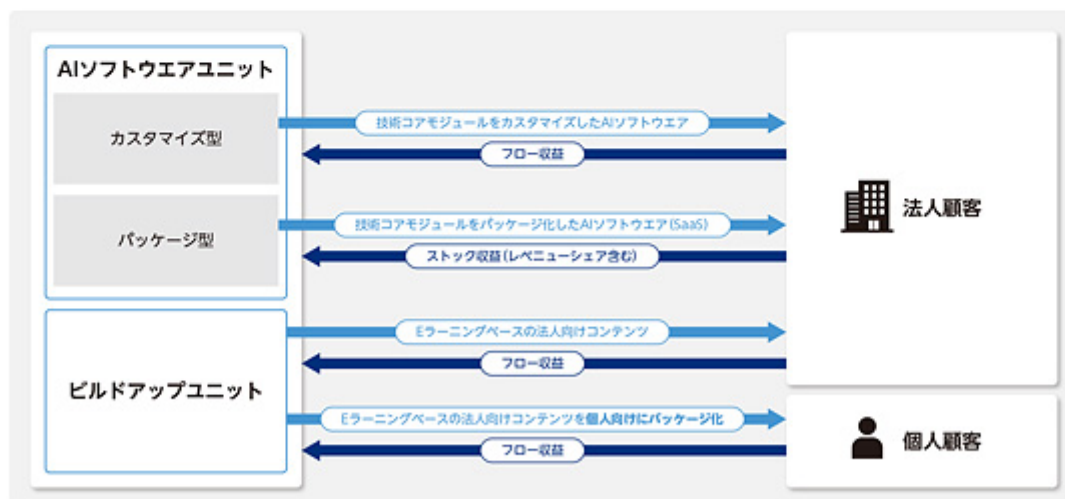 AIソフトウエアユニット
カスタマイズ型
技術コアモジュールをカスタマイズしたAIソフトウエア
フロー収益
パッケージ型
技術コアモジュールをパッケージ化したAIソフトウエア(SaaS)
ストック収益(レベニューシェア含む)
法人顧客
ビルドアップユニット
Eラーニングベースの法人向けコンテンツ
フロー収益
Eラーニングベースの法人向けコンテンツを個人向けにパッケージ化
フロー収益
個人顧客